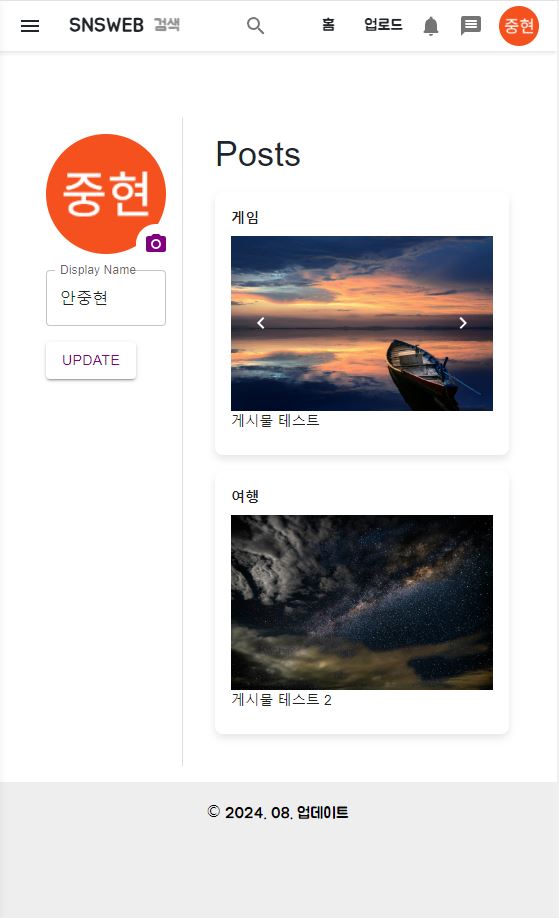 SNSWEB 검색 홈 업로드 중현
중현
Display Name
안중현
UPDATE
Posts
게임
게시물 테스트
여행
게시물 테스트 2
© 2024. 08. 업데이트